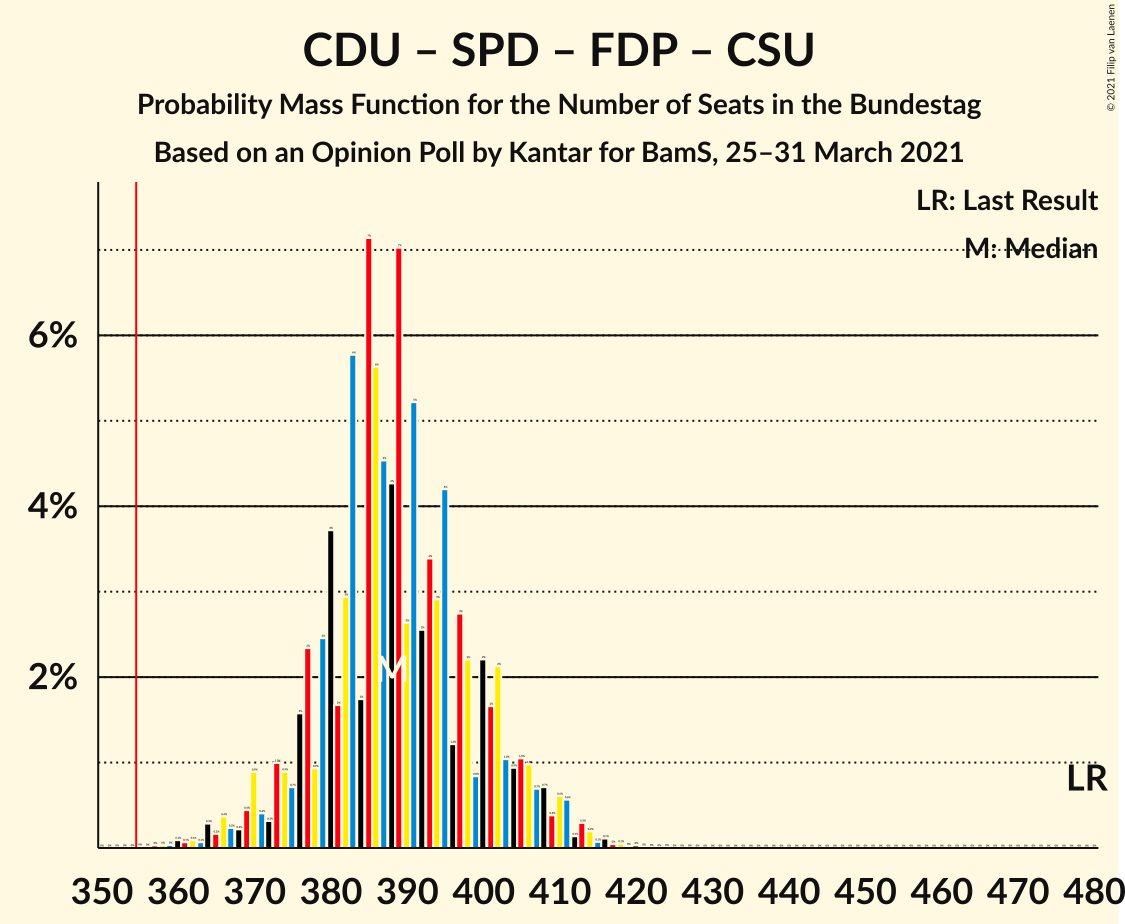 CDU – SPD – FDP – CSU
Probability Mass Function for the Number of Seats in the Bundestag
Based on an Opinion Poll by Kantar for BamS, 25–31 March 2021
© 2021 Filip van Laenen
LR: Last Result
M: Median
6%
4%
2%
M
LR
350 360 370 380 390 400 410 420 430 440 450 460 470 480